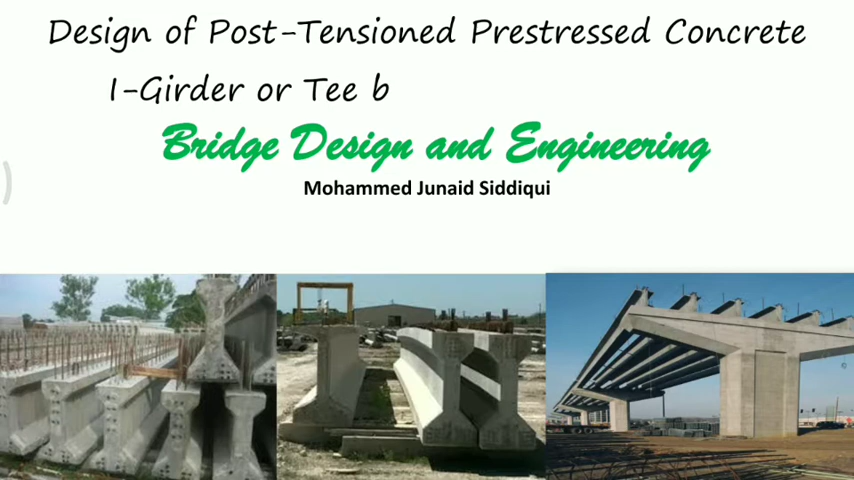 Design of Post-Tensioned Prestressed Concrete
I-Girder or Tee b
Bridge Design and Engineering
Mohammed Junaid Siddiqui